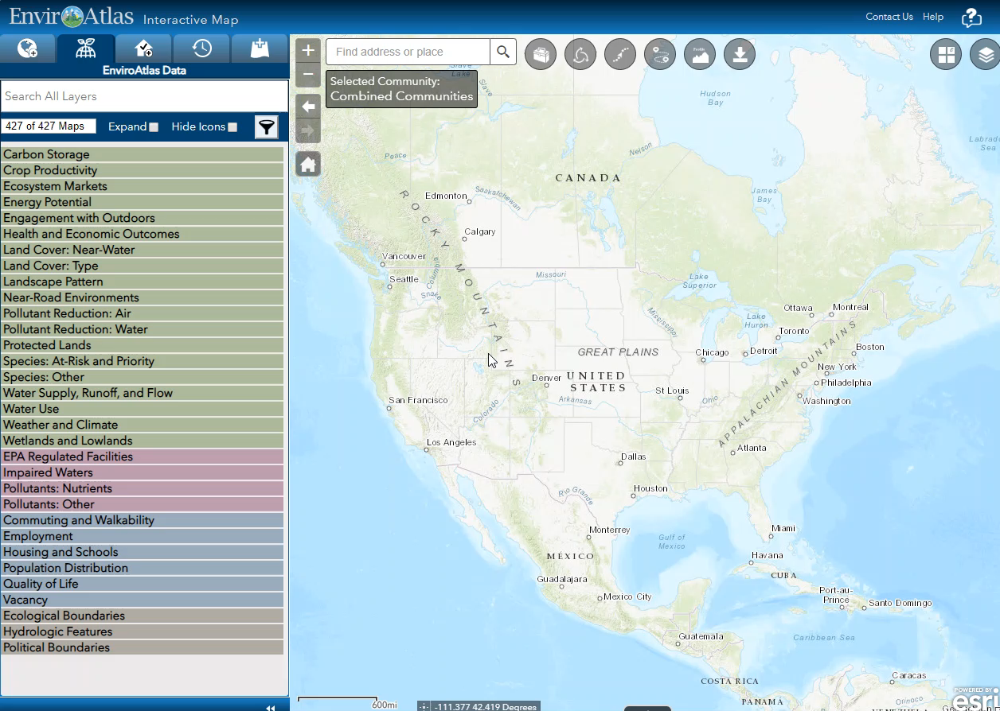 EnviroAtlas Interactive Map
Contact Us Help
EnviroAtlas Data
Search All Layers
427 of 427 Maps Expand Hide Icons
Carbon Storage
Crop Productivity
Ecosystem Markets
Energy Potential
Engagement with Outdoors
Health and Economic Outcomes
Land Cover: Near-Water
Land Cover: Type
Landscape Pattern
Near-Road Environments
Pollutant Reduction: Air
Pollutant Reduction: Water
Protected Lands
Species: At-Risk and Priority
Species: Other
Water Supply, Runoff, and Flow
Water Use
Weather and Climate
Wetlands and Lowlands
EPA Regulated Facilities
Impaired Waters
Pollutants: Nutrients
Pollutants: Other
Commuting and Walkability
Employment
Housing and Schools
Population Distribution
Quality of Life
Vacancy
Ecological Boundaries
Hydrologic Features
Political Boundaries
Find address or place
Profile
Selected Community:
Combined Communities
Slave
Lake
Slave
Hudson
Bay
Labrad
Sea
Peace
Nelson
CANADA
Edmonton
Saskatchewan
James
Bay
ROCKY MOUNTAINS
Calgary
Vancouver
Columbia
Seattle
Snake
Missouri
Lake
Superior
Mississippi
Ottawa
Montreal
Lake
Huron
Toronto
GREAT PLAINS
Chicago
Detroit
Boston
APPALACHIAN MOUNTAINS
New York
Philadelphia
Washington
Denver
UNITED
STATES
St Louis
Ohio
Arkansas
San Francisco
Colorado
Los Angeles
Atlanta
Dallas
Houston
Rio Grande
Monterrey
Gulf of
Mexico
Miami
Havana
MÉXICO
CUBA
Guadalajara
Mexico City
Port-au-
Prince
Santo Domingo
Guatemala
Caribbean Sea
COSTA RICA
Caracas
PANAMÁ
Orinoco
600mi
-111.377 42.419 Degrees
POWERED BY
esri